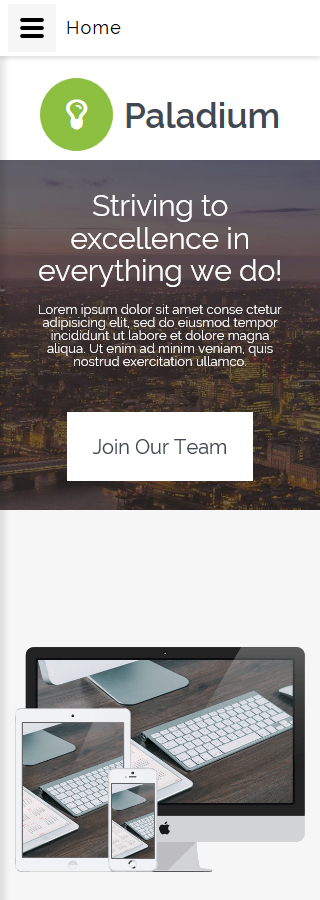 Home
Paladium
Striving to
excellence in
everything we do!
Lorem ipsum dolor sit amet conse ctetur
adipisicing elit, sed do eiusmod tempor
incididunt ut labore et dolore magna
aliqua. Ut enim ad minim veniam, quis
nostrud exercitation ullamco.
Join Our Team